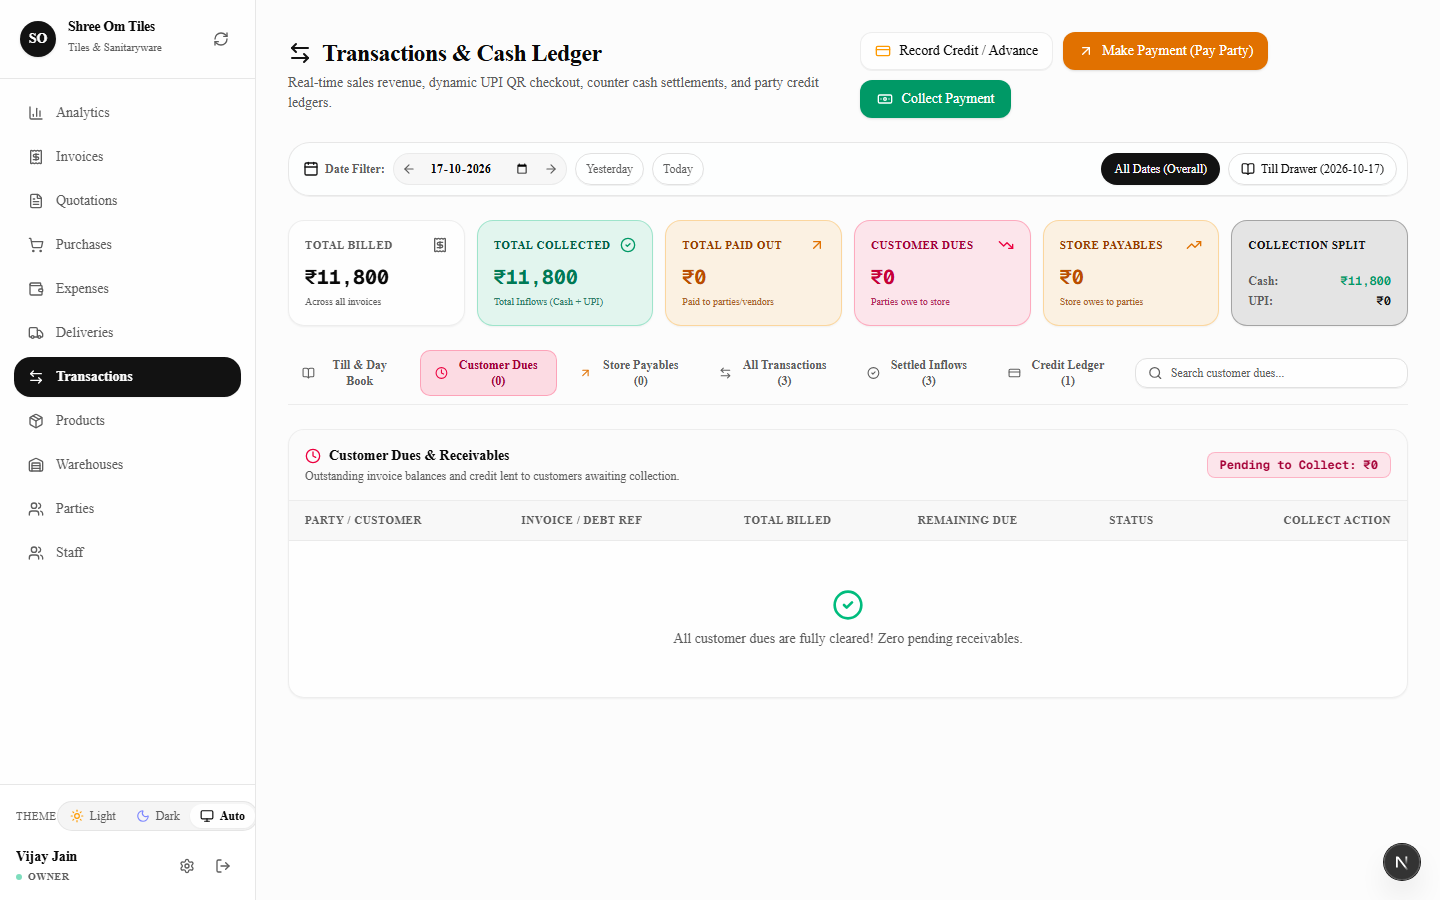 SO
Shree Om Tiles
Tiles & Sanitaryware
Analytics
Invoices
Quotations
Purchases
Expenses
Deliveries
Transactions
Products
Warehouses
Parties
Staff
THEME
Light
Dark
Auto
Vijay Jain
OWNER
Transactions & Cash Ledger
Real-time sales revenue, dynamic UPI QR checkout, counter cash settlements, and party credit
ledgers.
Record Credit / Advance
Make Payment (Pay Party)
Collect Payment
Date Filter:
17-10-2026
Yesterday
Today
All Dates (Overall)
Till Drawer (2026-10-17)
TOTAL BILLED
₹11,800
Across all invoices
TOTAL COLLECTED
₹11,800
Total Inflows (Cash + UPI)
TOTAL PAID OUT
₹0
Paid to parties/vendors
CUSTOMER DUES
₹0
Parties owe to store
STORE PAYABLES
₹0
Store owes to parties
COLLECTION SPLIT
Cash: ₹11,800
UPI: ₹0
Till & Day
Book
Customer Dues
(0)
Store Payables
(0)
All Transactions
(3)
Settled Inflows
(3)
Credit Ledger
(1)
Search customer dues...
Customer Dues & Receivables
Outstanding invoice balances and credit lent to customers awaiting collection.
Pending to Collect: ₹0
PARTY / CUSTOMER
INVOICE / DEBT REF
TOTAL BILLED
REMAINING DUE
STATUS
COLLECT ACTION
All customer dues are fully cleared! Zero pending receivables.
N